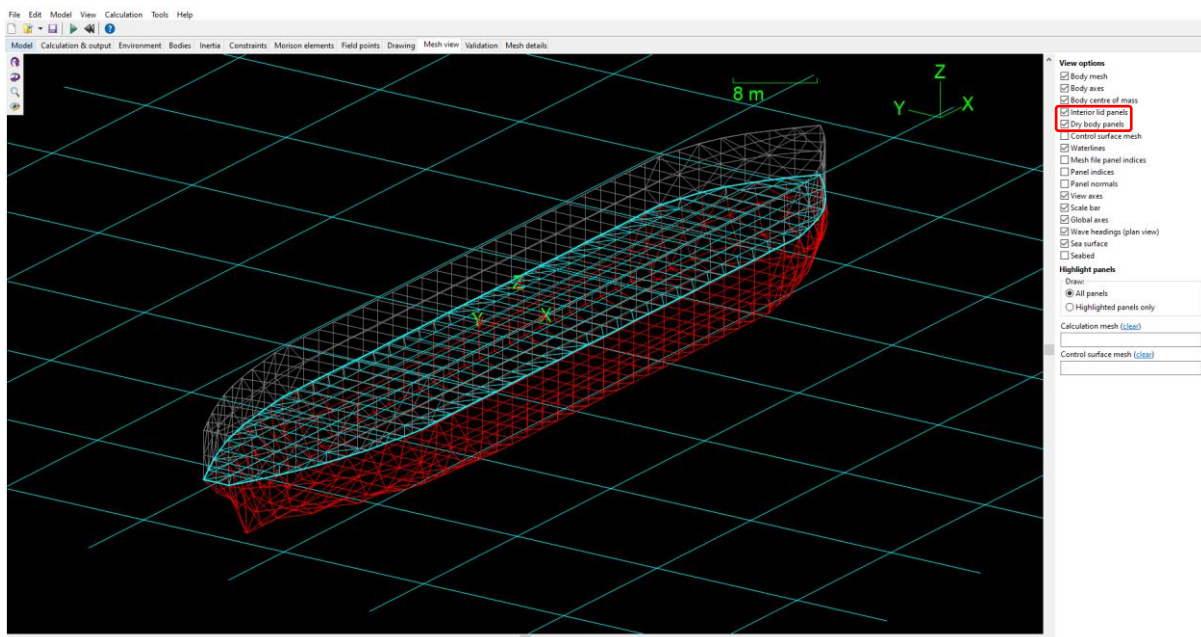 File Edit Model View Calculation Tools Help
Model Calculation & output Environment Bodies Inertia Constraints Morison elements Field points Drawing Mesh view Validation Mesh details
8 m
Z
Y
X
Z
Y
X
View options
Body mesh
Body axes
Body centre of mass
Interior lid panels
Dry body panels
Control surface mesh
Waterlines
Mesh file panel indices
Panel indices
Panel normals
View axes
Scale bar
Global axes
Wave headings (plan view)
Sea surface
Seabed
Highlight panels
Draw:
All panels
Highlighted panels only
Calculation mesh (clear)
Control surface mesh (clear)